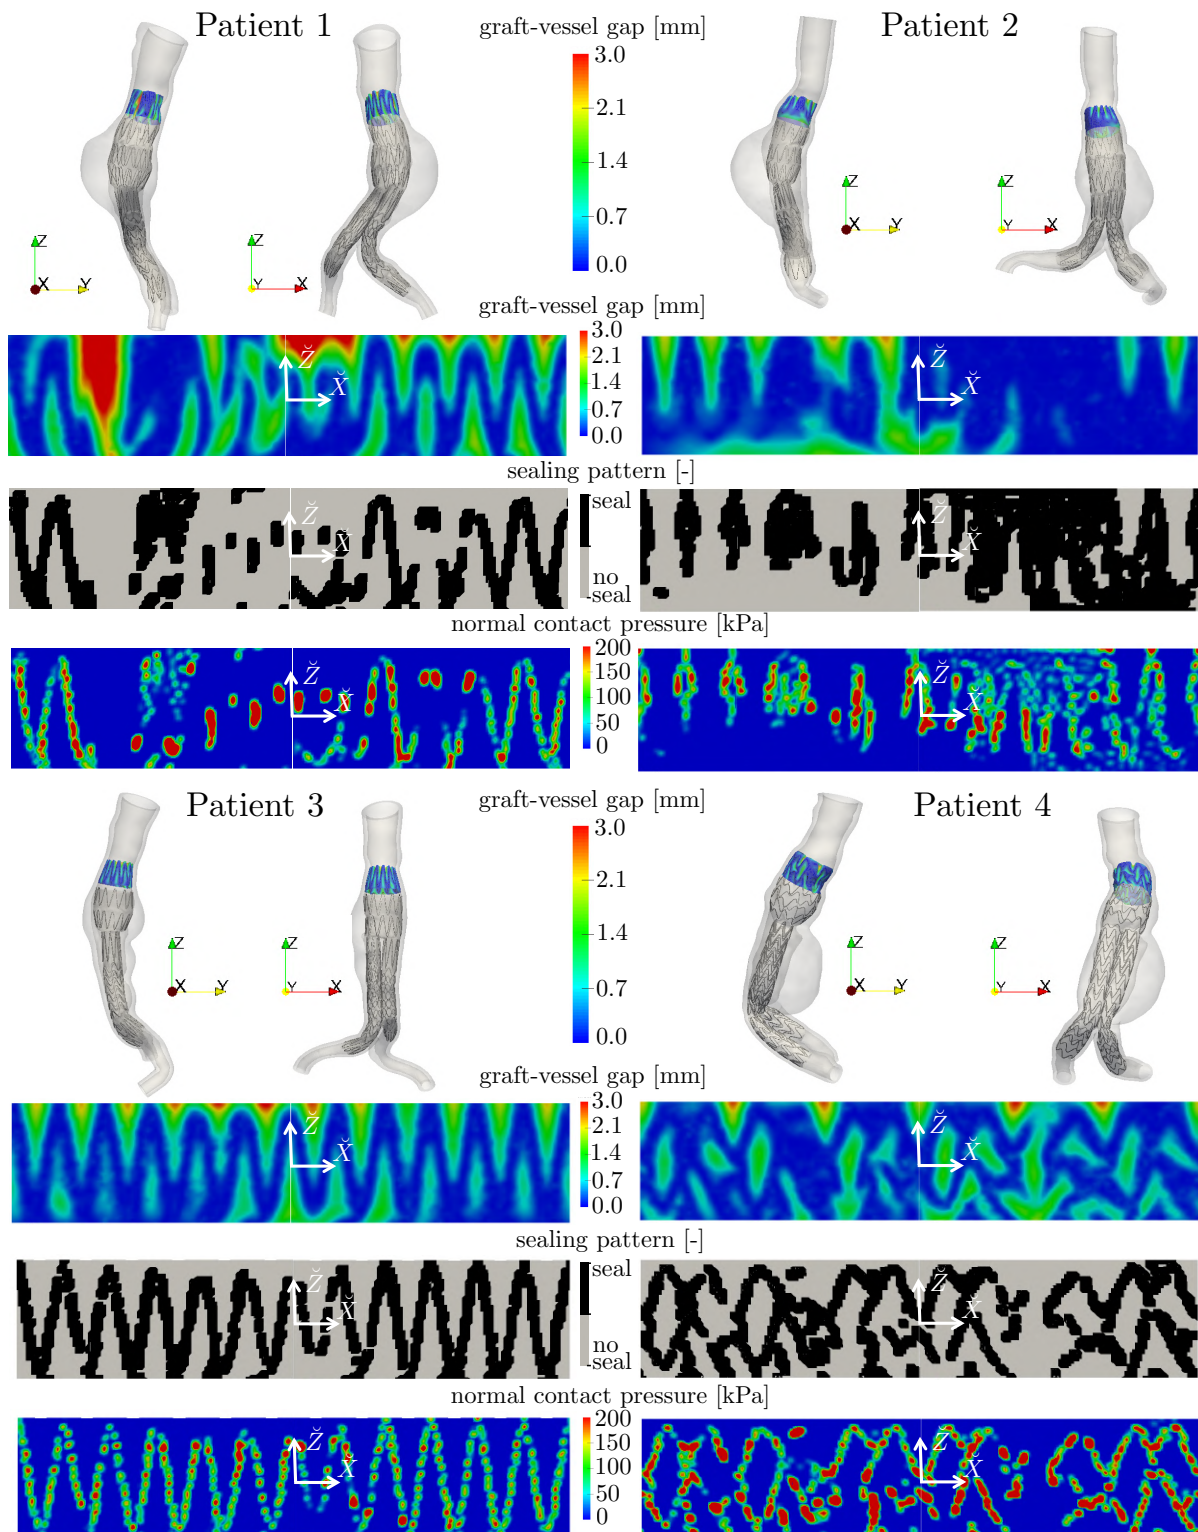 Patient 1
graft-vessel gap [mm]
Patient 2
3.0
2.1
1.4
0.7
0.0
Z
X
Y
Z
Y
X
Z
X
Y
Z
Y
X
graft-vessel gap [mm]
3.0
2.1
1.4
0.7
0.0
Z̆
X̆
Z̆
X̆
sealing pattern [-]
seal
no
seal
Z̆
X̆
Z̆
X̆
normal contact pressure [kPa]
200
150
100
50
0
Z̆
X̆
Z̆
X̆
Patient 3
graft-vessel gap [mm]
Patient 4
3.0
2.1
1.4
0.7
0.0
Z
X
Y
Z
Y
X
Z
X
Y
Z
Y
X
graft-vessel gap [mm]
3.0
2.1
1.4
0.7
0.0
Z̆
X̆
Z̆
X̆
sealing pattern [-]
seal
no
seal
Z̆
X̆
Z̆
X̆
normal contact pressure [kPa]
200
150
100
50
0
Z̆
X̆
Z̆
X̆